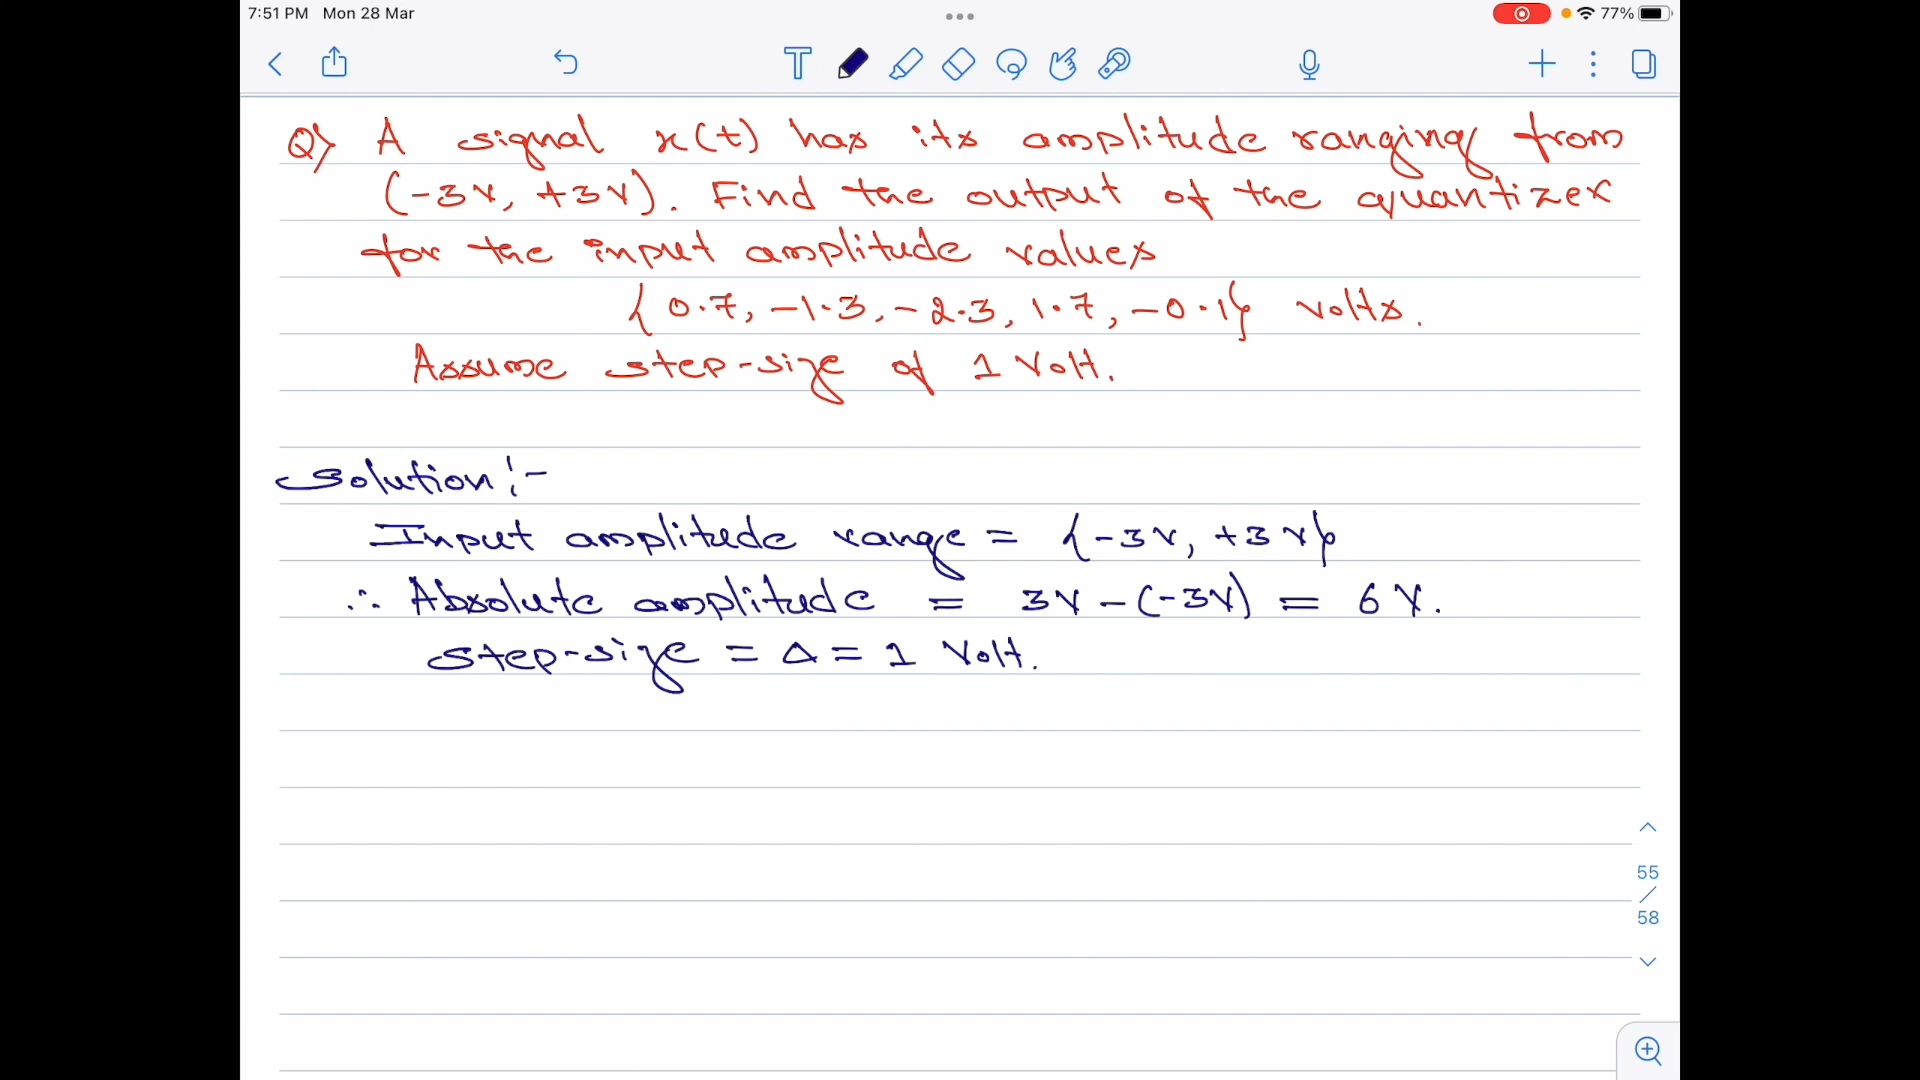 7:51 PM Mon 28 Mar
77%
Q) A signal x(t) has its amplitude ranging from
(-3V, +3V). Find the output of the quantizer
for the input amplitude values
{ 0.7, -1.3, -2.3, 1.7, -0.1} volts.
Assume step-size of 1 Volt.
Solution:-
Input amplitude range = {-3V, +3V}
∴ Absolute amplitude = 3V - (-3V) = 6V.
step-size = Δ = 1 Volt.
55
/
58